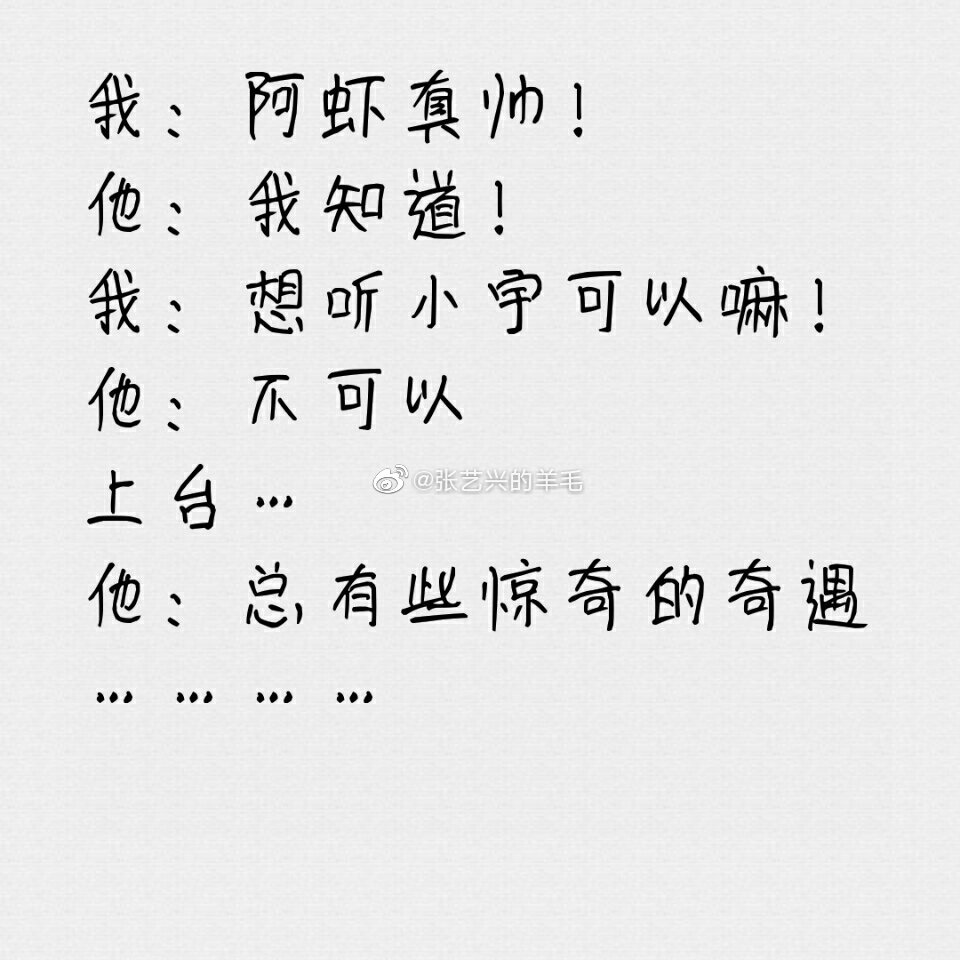 我：阿虾真帅！
他：我知道！
我：想听小宇可以嘛！
他：不可以
上台…
@张艺兴的羊毛
他：总有些惊奇的奇遇
… … … …